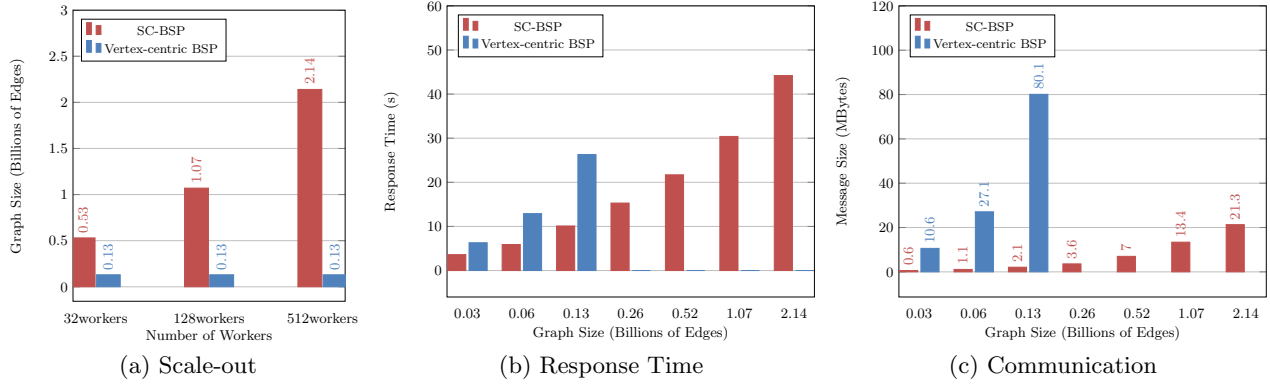 3
2.5
2
1.5
1
0.5
0
Graph Size (Billions of Edges)
SC-BSP
Vertex-centric BSP
0.53
0.13
1.07
0.13
2.14
0.13
32workers 128workers 512workers
Number of Workers
(a) Scale-out
60
50
40
30
20
10
0
Response Time (s)
SC-BSP
Vertex-centric BSP
0.03 0.06 0.13 0.26 0.52 1.07 2.14
Graph Size (Billions of Edges)
(b) Response Time
120
100
80
60
40
20
0
Message Size (MBytes)
SC-BSP
Vertex-centric BSP
0.6
10.6
1.1
27.1
2.1
80.1
3.6
7
13.4
21.3
0.03 0.06 0.13 0.26 0.52 1.07 2.14
Graph Size (Billions of Edges)
(c) Communication